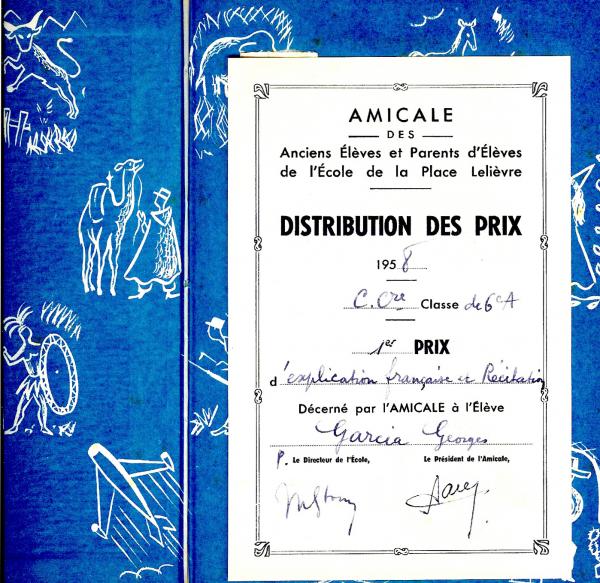 AMICALE
DES
Anciens Élèves et Parents d'Élèves
de l'École de la Place Lelièvre
DISTRIBUTION DES PRIX
1958
C. Cre Classe de 6e A
1er PRIX
d'explication française et Récitation
Décerné par l'AMICALE à l'Élève
Garcia Georges
P. Le Directeur de l'École, Le Président de l'Amicale,